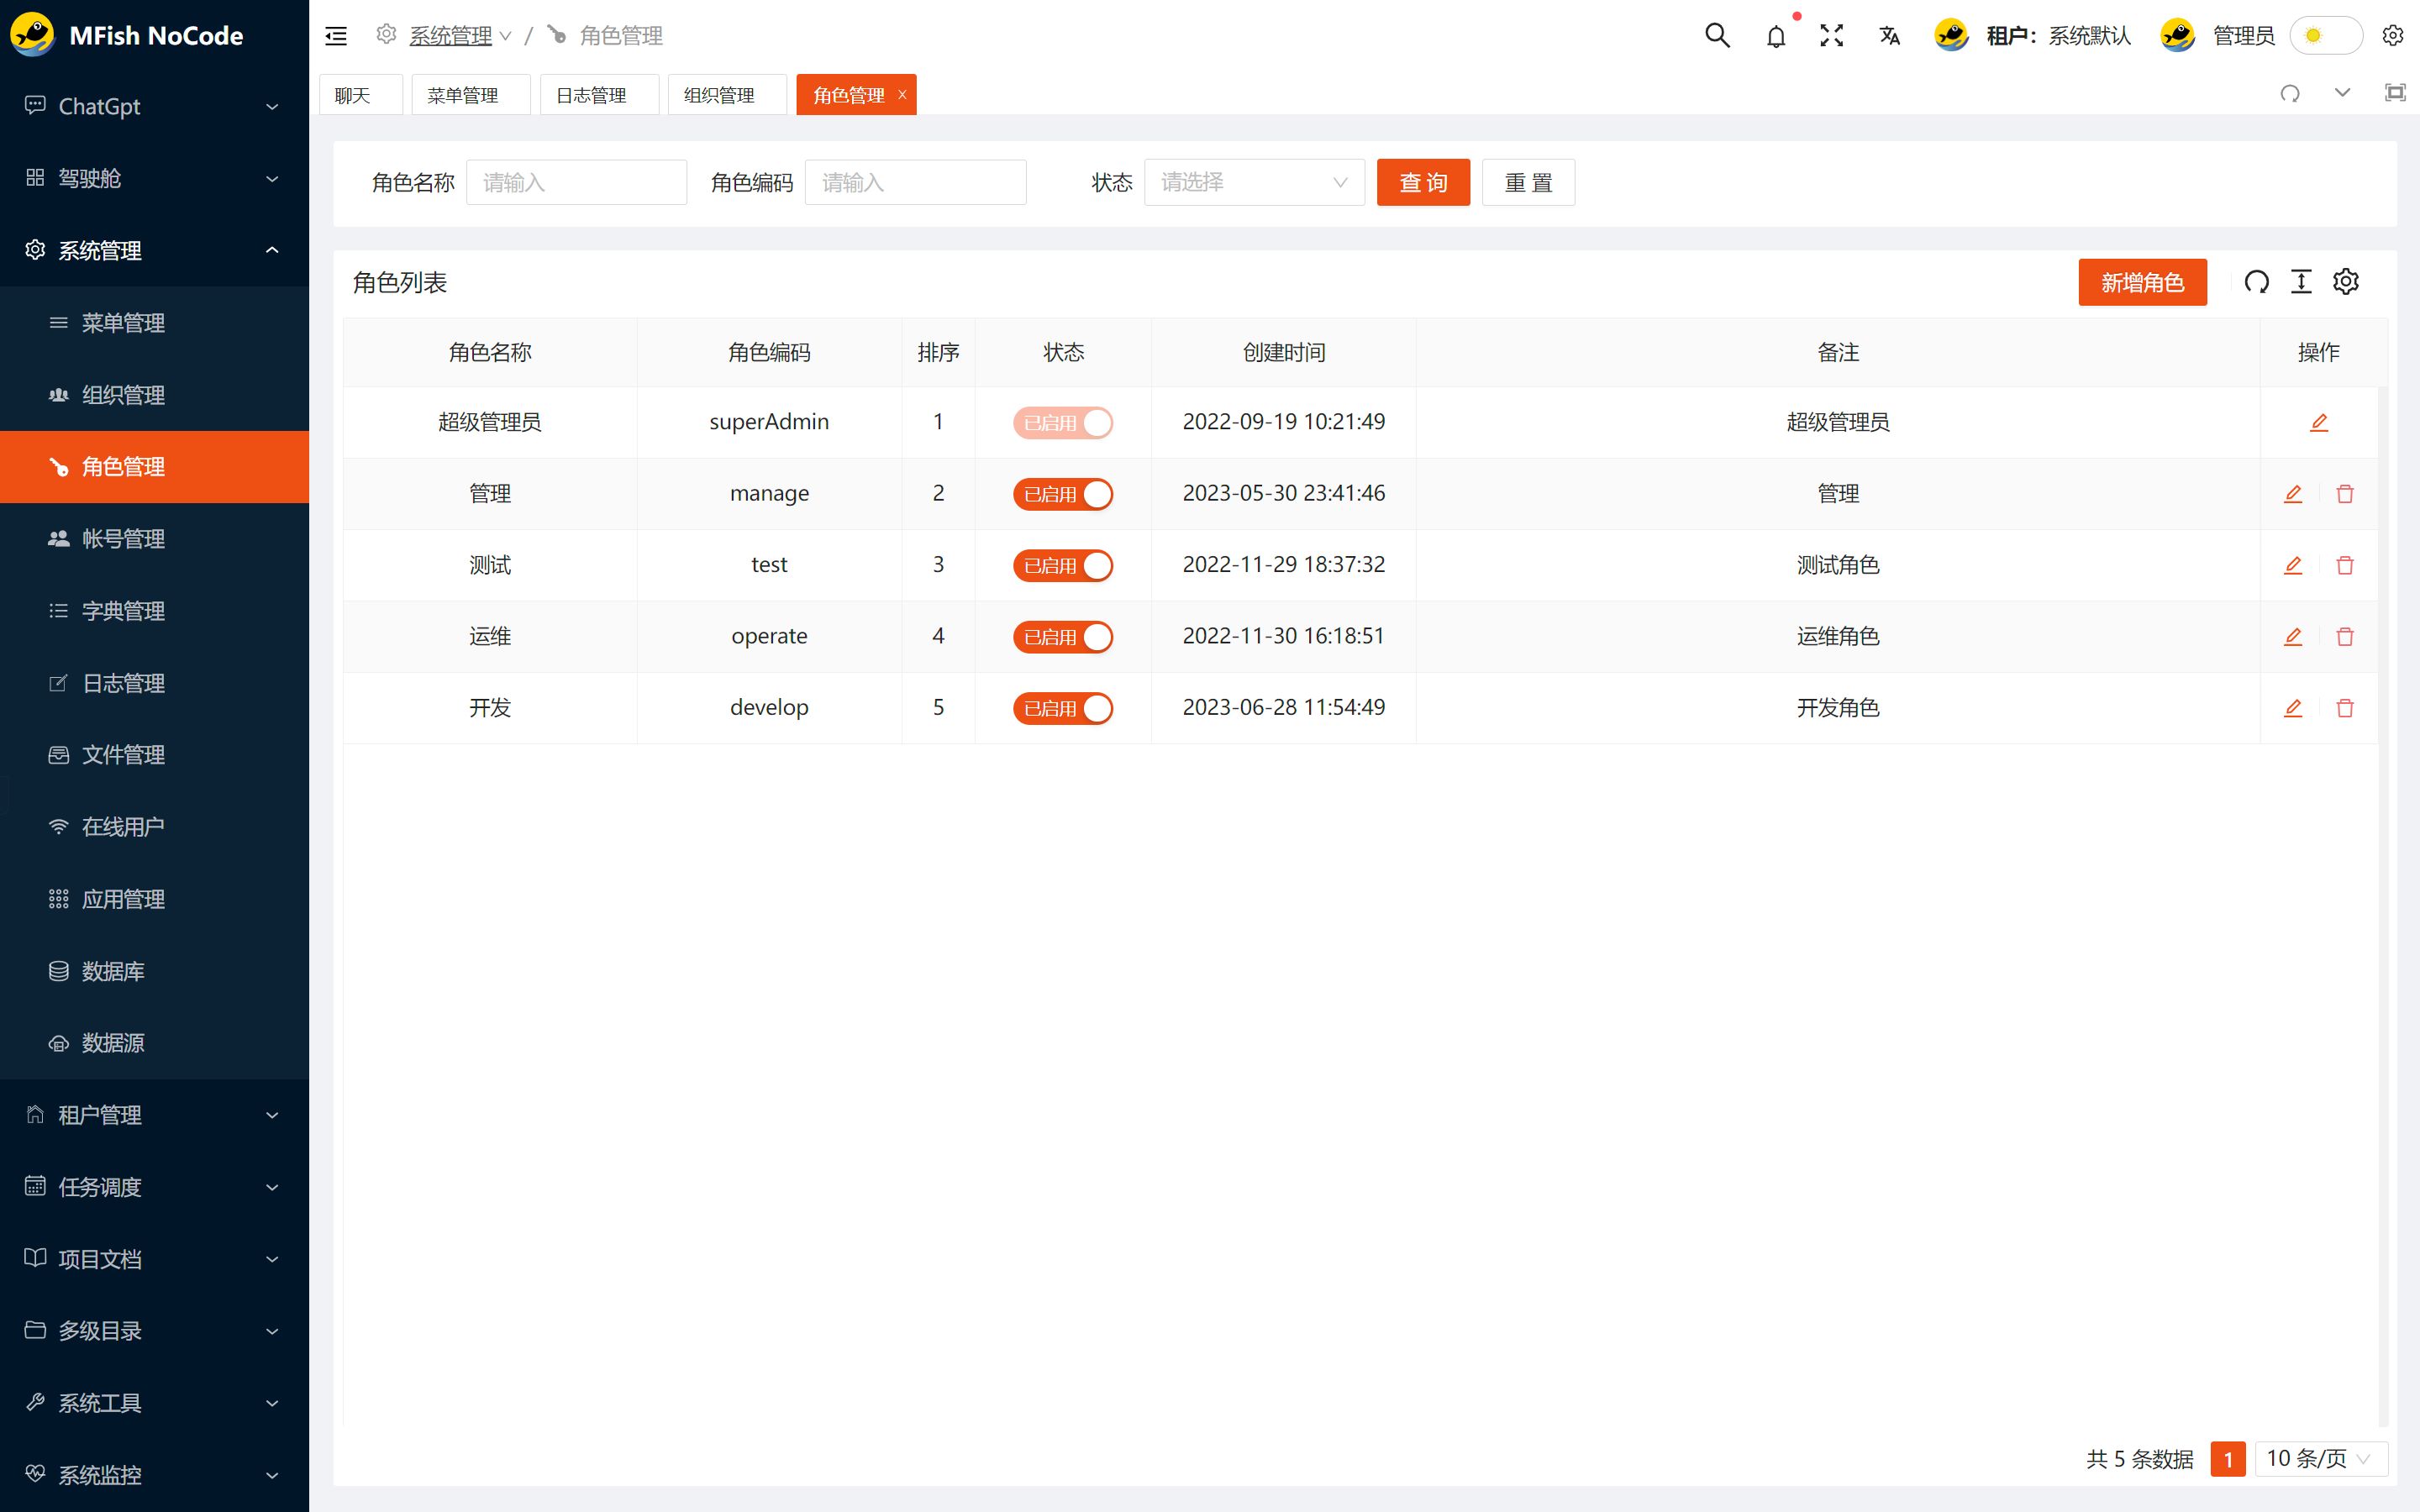 MFish NoCode
系统管理 / 角色管理
租户：系统默认
管理员
聊天
菜单管理
日志管理
组织管理
角色管理
ChatGpt
驾驶舱
系统管理
菜单管理
组织管理
角色管理
帐号管理
字典管理
日志管理
文件管理
在线用户
应用管理
数据库
数据源
租户管理
任务调度
项目文档
多级目录
系统工具
系统监控
角色名称 请输入 角色编码 请输入 状态 请选择 查询 重置
角色列表 新增角色
角色名称 角色编码 排序 状态 创建时间 备注 操作
超级管理员 superAdmin 1 已启用 2022-09-19 10:21:49 超级管理员
管理 manage 2 已启用 2023-05-30 23:41:46 管理
测试 test 3 已启用 2022-11-29 18:37:32 测试角色
运维 operate 4 已启用 2022-11-30 16:18:51 运维角色
开发 develop 5 已启用 2023-06-28 11:54:49 开发角色
共 5 条数据 1 10 条/页